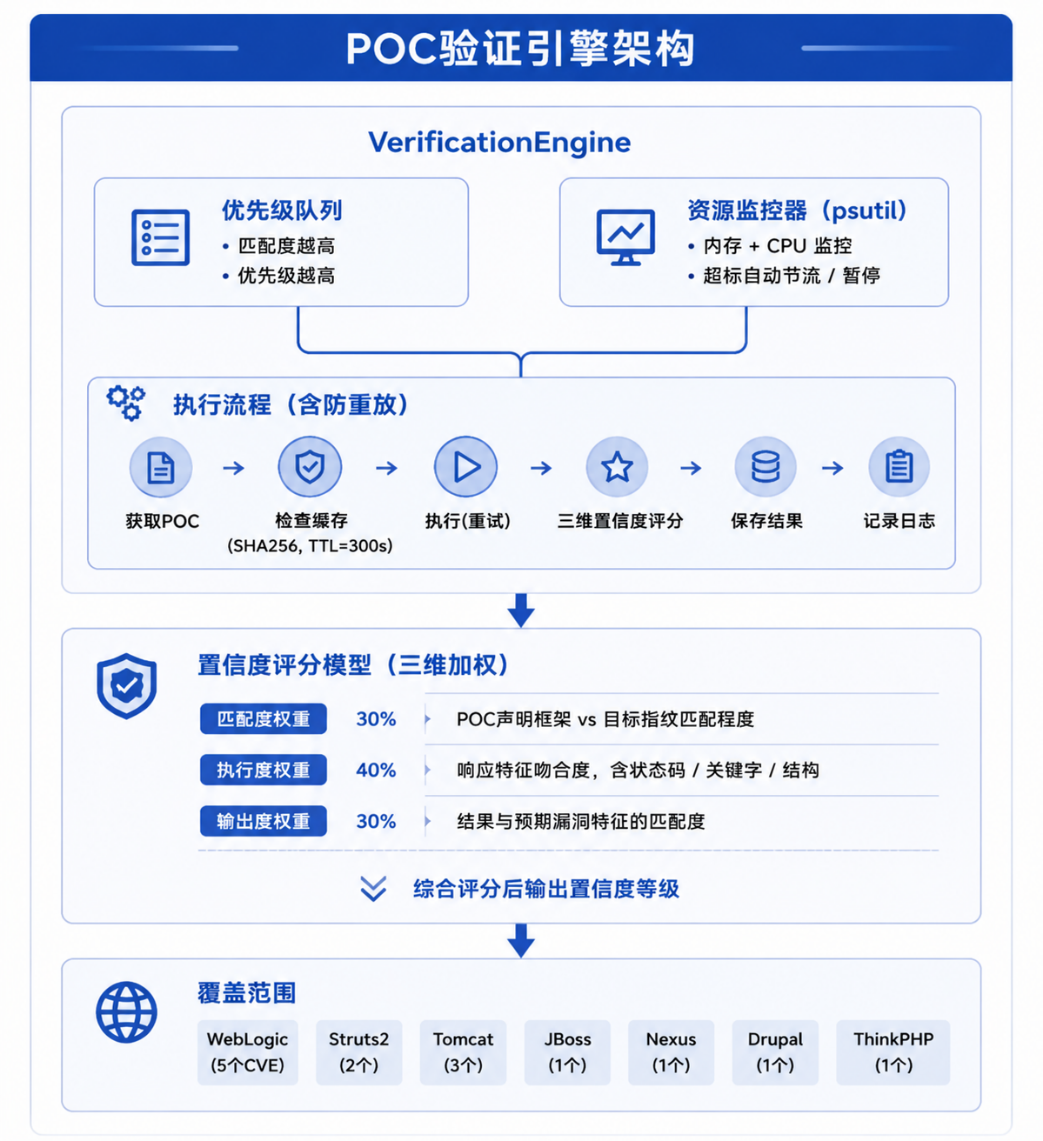 POC验证引擎架构
VerificationEngine
优先级队列
• 匹配度越高
• 优先级越高
资源监控器（psutil）
• 内存 + CPU 监控
• 超标自动节流 / 暂停
执行流程（含防重放）
获取POC
检查缓存
(SHA256, TTL=300s)
执行(重试)
三维置信度评分
保存结果
记录日志
置信度评分模型（三维加权）
匹配度权重 30% POC声明框架 vs 目标指纹匹配程度
执行度权重 40% 响应特征吻合度，含状态码 / 关键字 / 结构
输出度权重 30% 结果与预期漏洞特征的匹配度
综合评分后输出置信度等级
覆盖范围
WebLogic
(5个CVE)
Struts2
(2个)
Tomcat
(3个)
JBoss
(1个)
Nexus
(1个)
Drupal
(1个)
ThinkPHP
(1个)